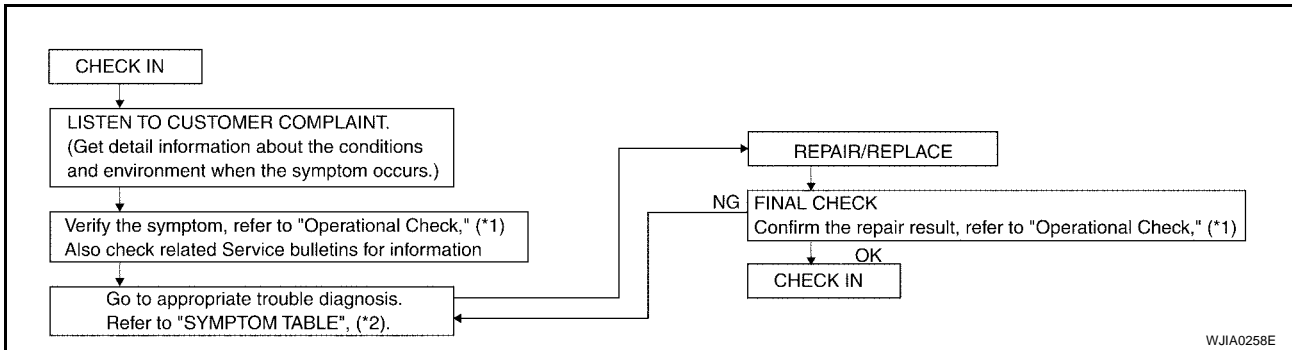 CHECK IN
LISTEN TO CUSTOMER COMPLAINT.
(Get detail information about the conditions
and environment when the symptom occurs.)
Verify the symptom, refer to "Operational Check," (*1)
Also check related Service bulletins for information
Go to appropriate trouble diagnosis.
Refer to "SYMPTOM TABLE", (*2).
REPAIR/REPLACE
NG
FINAL CHECK
Confirm the repair result, refer to "Operational Check," (*1)
OK
CHECK IN
WJIA0258E